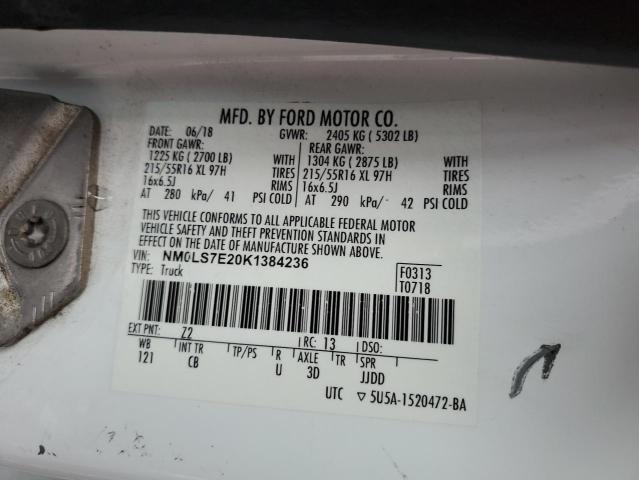 MFD. BY FORD MOTOR CO.
DATE: 06/18 GVWR: 2405 KG ( 5302 LB)
FRONT GAWR: REAR GAWR:
1225 KG ( 2700 LB) WITH 1304 KG ( 2875 LB) WITH
215/55R16 XL 97H TIRES 215/55R16 XL 97H TIRES
16x6.5J RIMS 16x6.5J RIMS
AT 280 kPa/ 41 PSI COLD AT 290 kPa/ 42 PSI COLD
THIS VEHICLE CONFORMS TO ALL APPLICABLE FEDERAL MOTOR
VEHICLE SAFETY AND THEFT PREVENTION STANDARDS IN
EFFECT ON THE DATE OF MANUFACTURE SHOWN ABOVE.
VIN: NM0LS7E20K1384236 F0313
TYPE: Truck T0718
EXT PNT: Z2 RC: 13 DSO:
WB INT TR TP/PS R AXLE TR SPR
121 CB U 3D JJDD
UTC ▽ 5U5A-1520472-BA